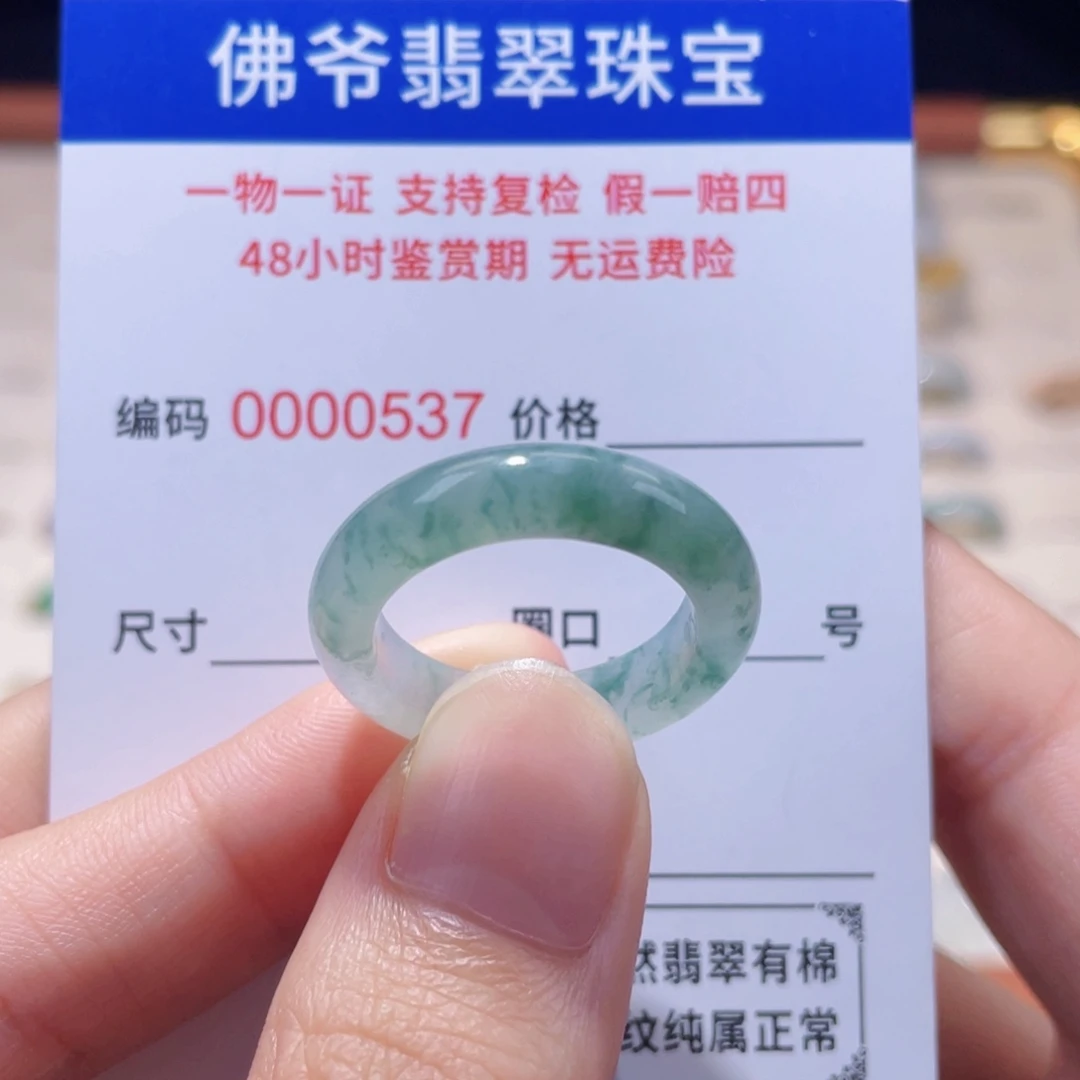 佛爷翡翠珠宝
一物一证 支持复检 假一赔四
48小时鉴赏期 无运费险
编码 0000537 价格
尺寸 圈口 号
然翡翠有棉
纹纯属正常